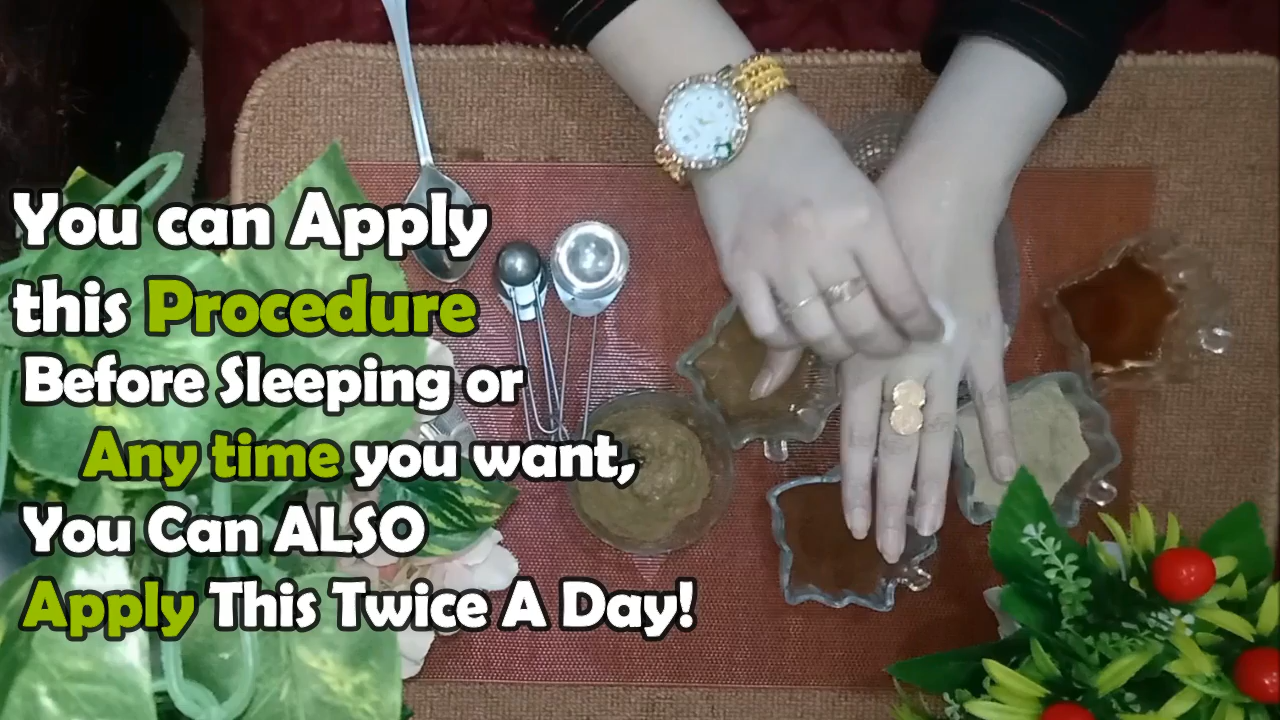 You can Apply
this Procedure
Before Sleeping or
Any time you want,
You Can ALSO
Apply This Twice A Day!